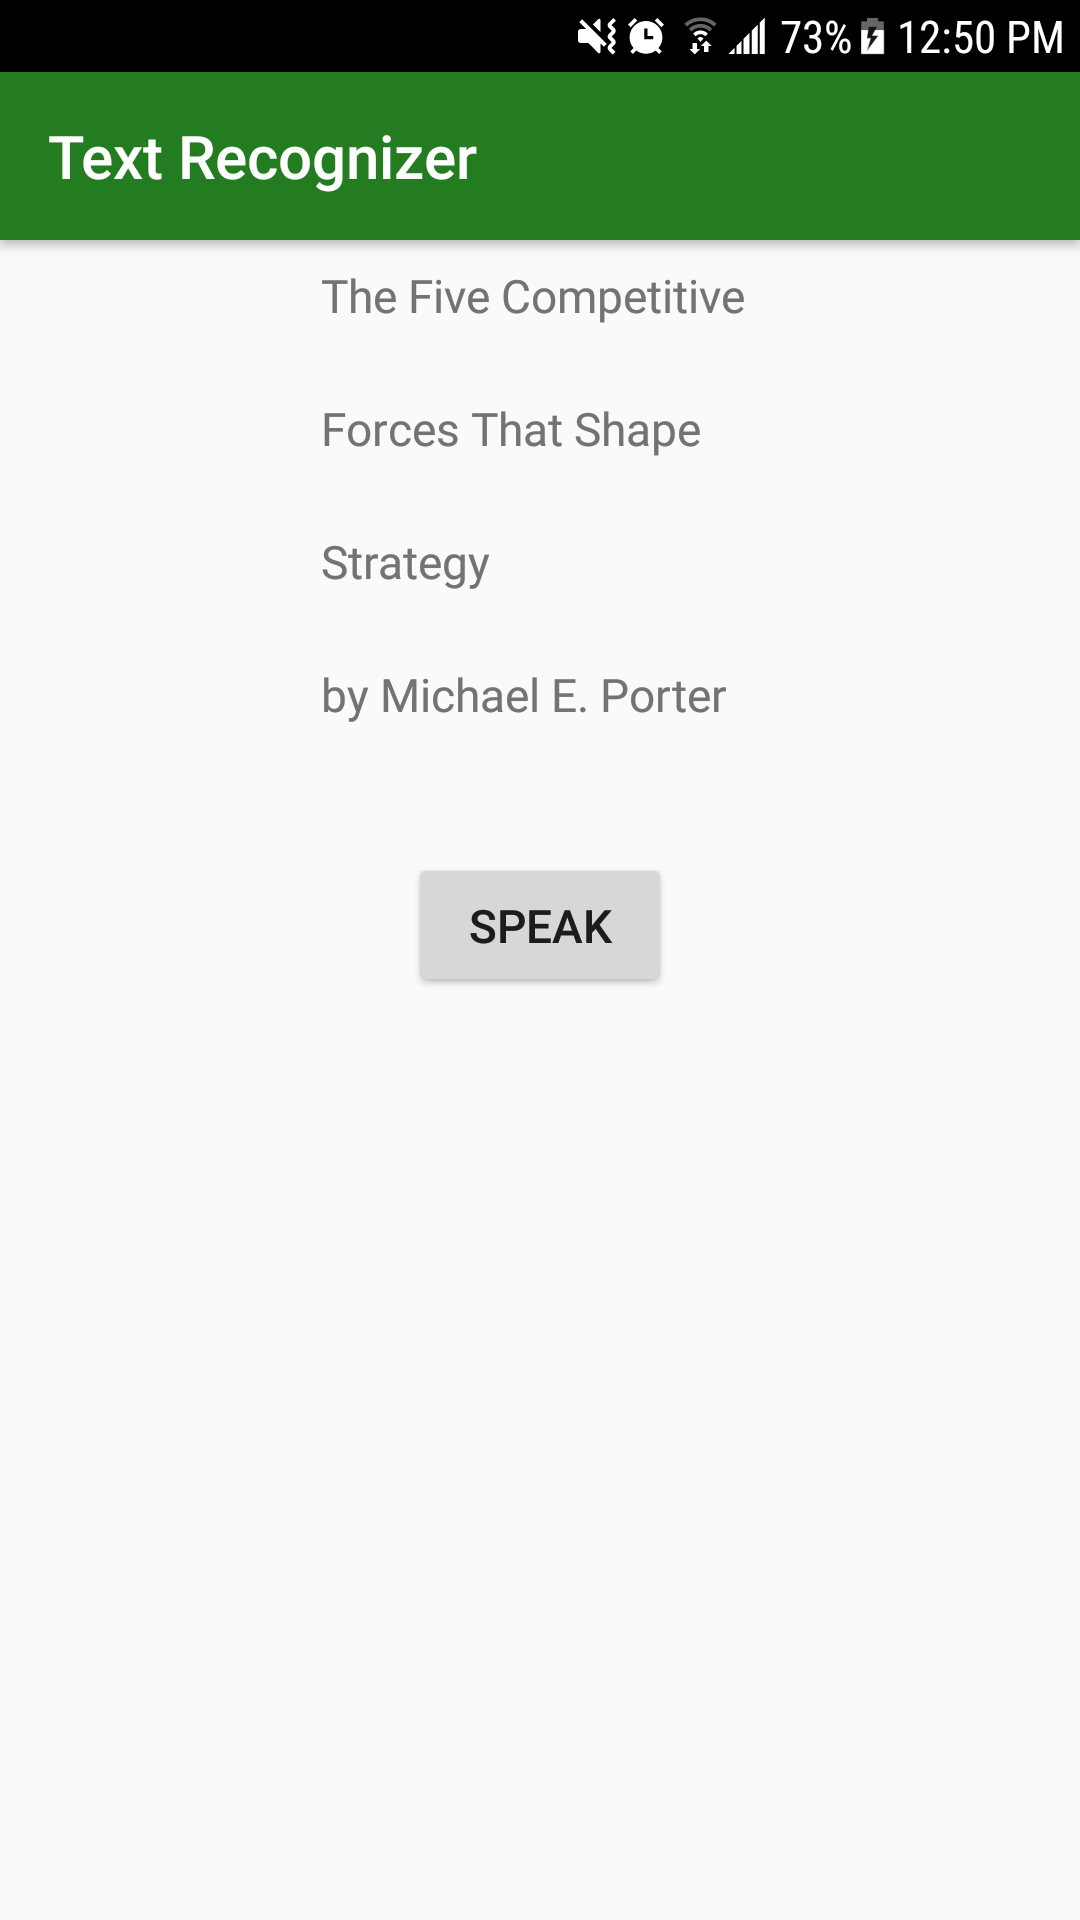 73% 12:50 PM
Text Recognizer
The Five Competitive
Forces That Shape
Strategy
by Michael E. Porter
SPEAK